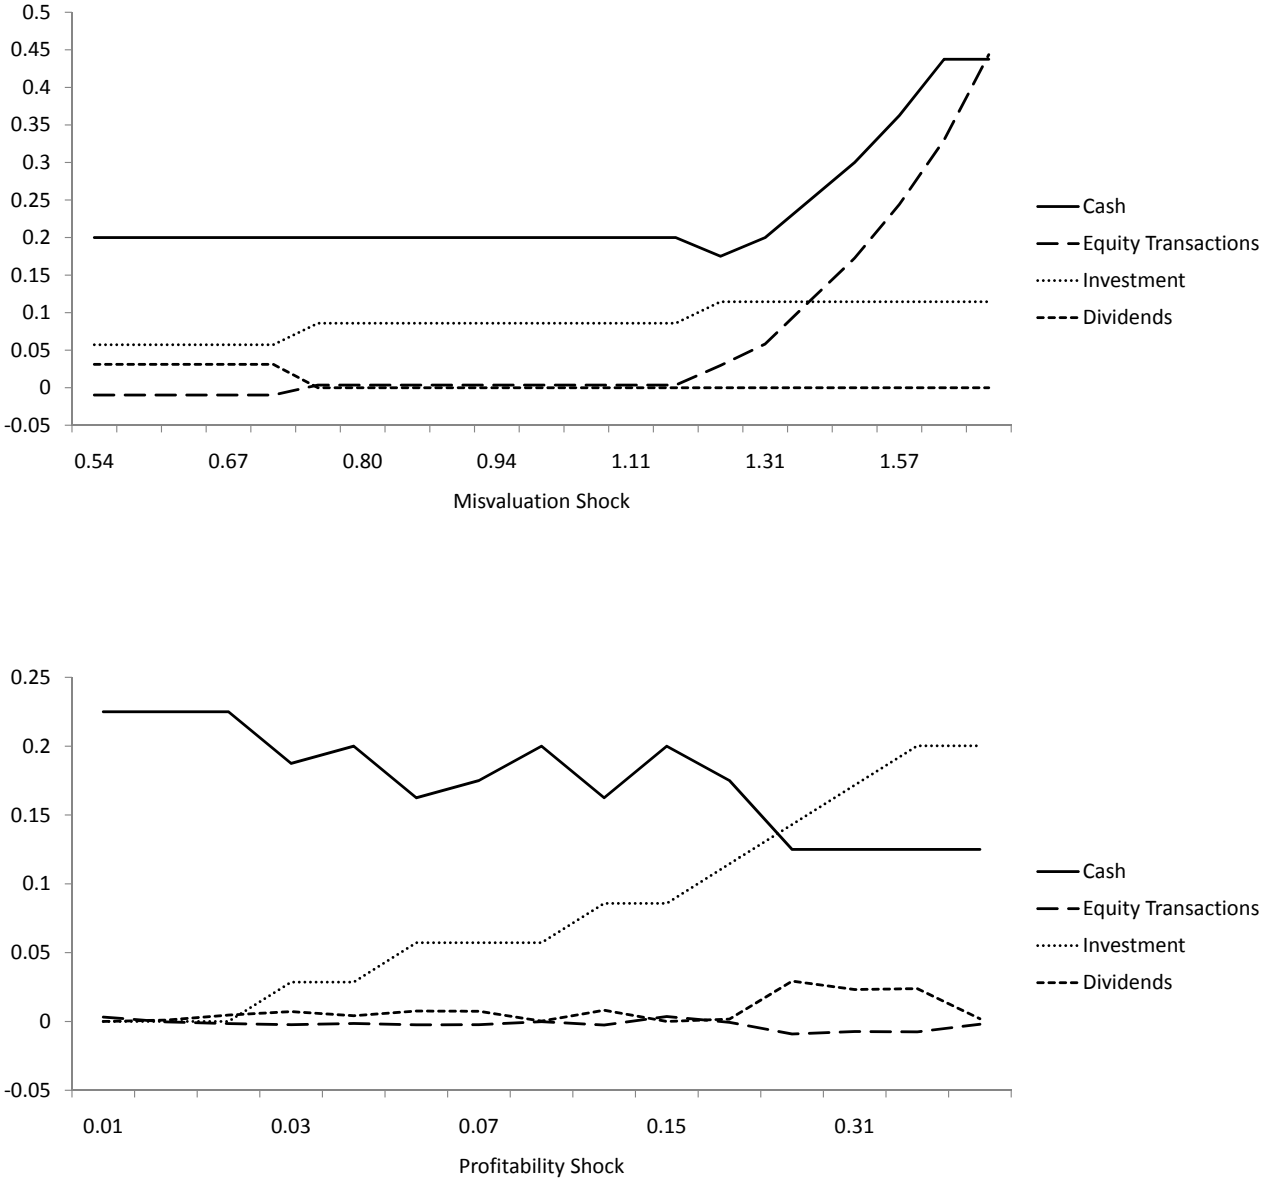 0.5
0.45
0.4
0.35
0.3
0.25
0.2
0.15
0.1
0.05
0
-0.05
0.54 0.67 0.80 0.94 1.11 1.31 1.57
Misvaluation Shock
Cash
Equity Transactions
Investment
Dividends
0.25
0.2
0.15
0.1
0.05
0
-0.05
0.01 0.03 0.07 0.15 0.31
Profitability Shock
Cash
Equity Transactions
Investment
Dividends